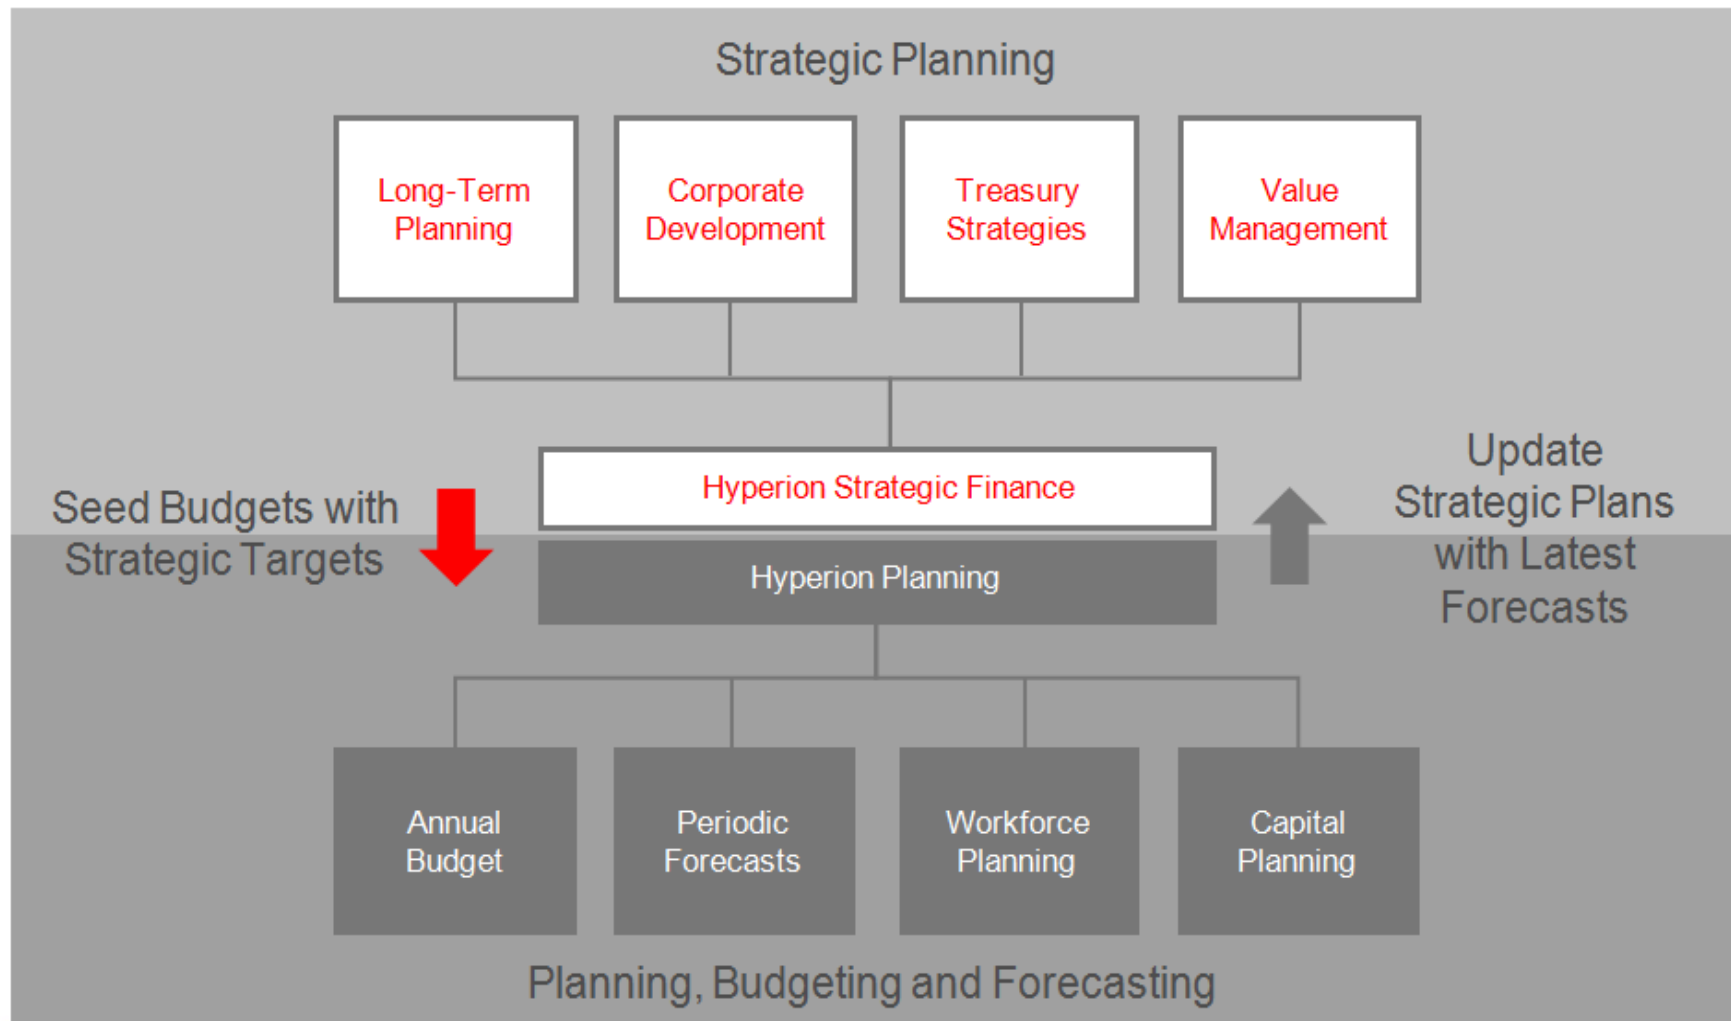 Strategic Planning
Long-Term
Planning
Corporate
Development
Treasury
Strategies
Value
Management
Hyperion Strategic Finance
Seed Budgets with
Strategic Targets
Update
Strategic Plans
with Latest
Forecasts
Hyperion Planning
Annual
Budget
Periodic
Forecasts
Workforce
Planning
Capital
Planning
Planning, Budgeting and Forecasting